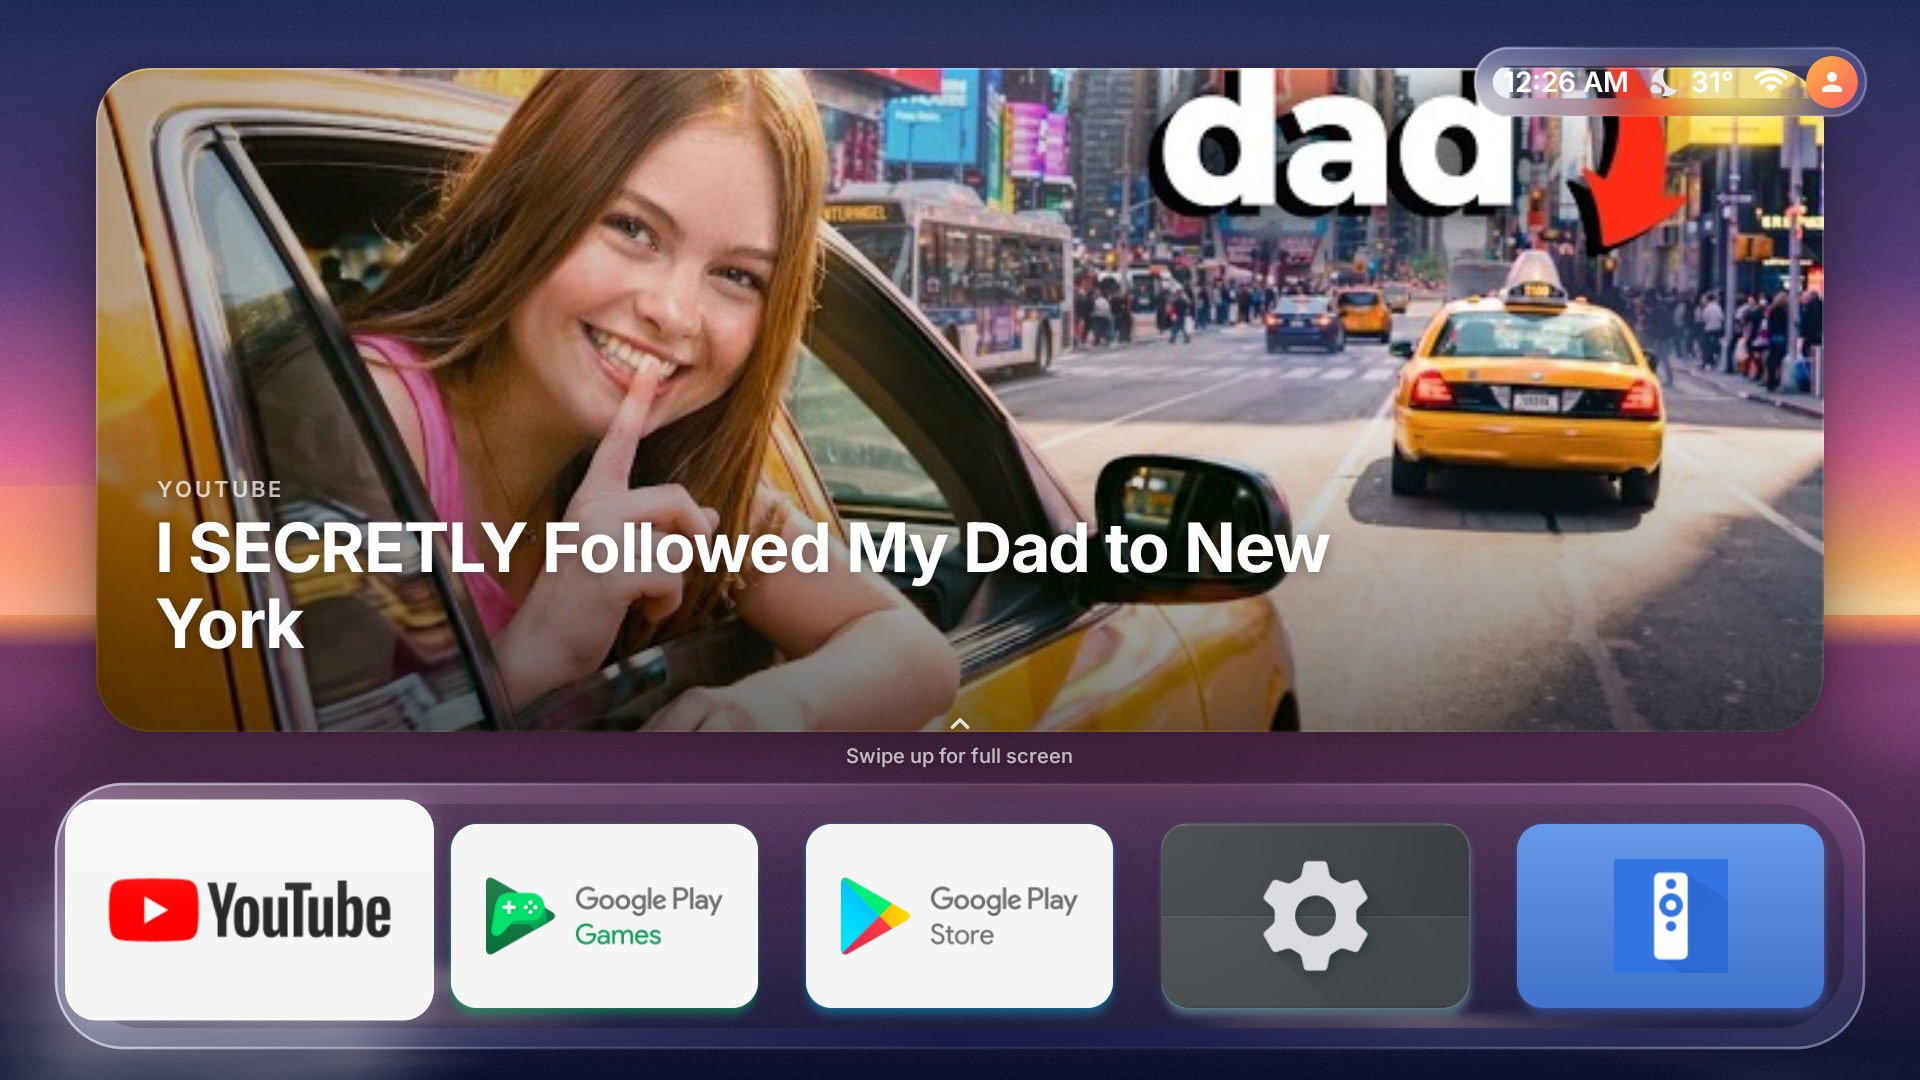 12:26 AM 31°
dad
YOUTUBE
I SECRETLY Followed My Dad to New
York
Swipe up for full screen
YouTube
Google Play
Games
Google Play
Store